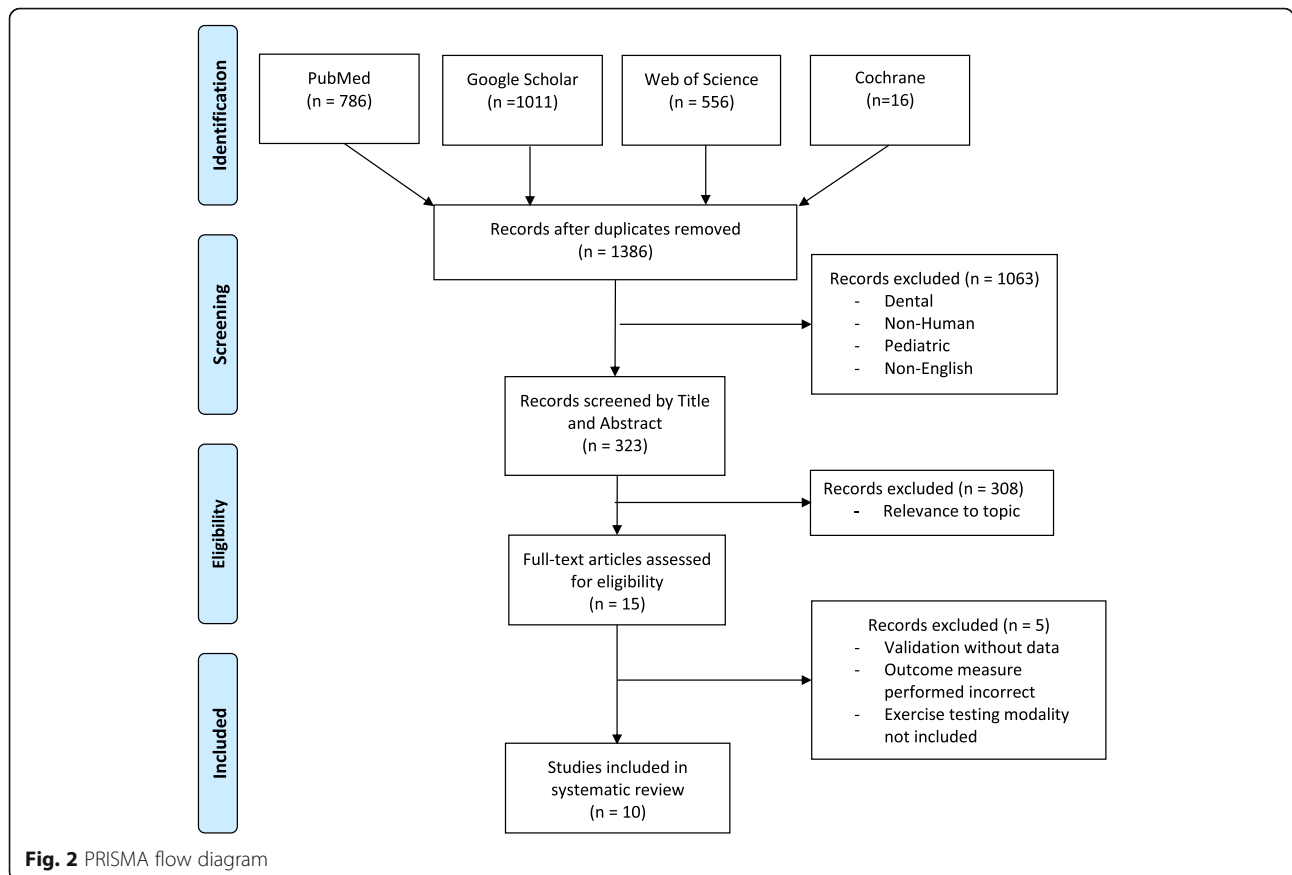 Identification
PubMed
(n = 786)
Google Scholar
(n =1011)
Web of Science
(n = 556)
Cochrane
(n=16)
Records after duplicates removed
(n = 1386)
Screening
Records excluded (n = 1063)
- Dental
- Non-Human
- Pediatric
- Non-English
Records screened by Title
and Abstract
(n = 323)
Eligibility
Records excluded (n = 308)
- Relevance to topic
Full-text articles assessed
for eligibility
(n = 15)
Records excluded (n = 5)
- Validation without data
- Outcome measure
performed incorrect
- Exercise testing modality
not included
Included
Studies included in
systematic review
(n = 10)
Fig. 2 PRISMA flow diagram